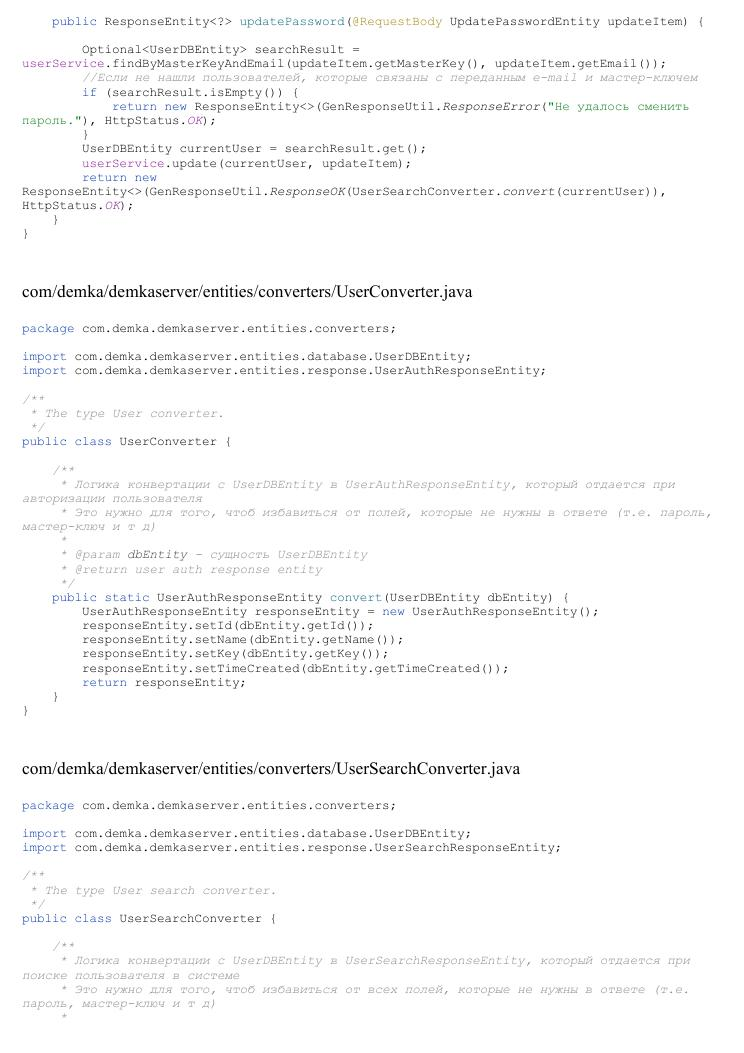 public ResponseEntity<?> updatePassword(@RequestBody UpdatePasswordEntity updateItem) {

        Optional<UserDBEntity> searchResult =
userService.findByMasterKeyAndEmail(updateItem.getMasterKey(), updateItem.getEmail());
        //Если не нашли пользователей, которые связаны с переданным e-mail и мастер-ключем
        if (searchResult.isEmpty()) {
            return new ResponseEntity<>(GenResponseUtil.ResponseError("Не удалось сменить
пароль."), HttpStatus.OK);
        }
        UserDBEntity currentUser = searchResult.get();
        userService.update(currentUser, updateItem);
        return new
ResponseEntity<>(GenResponseUtil.ResponseOK(UserSearchConverter.convert(currentUser)),
HttpStatus.OK);
    }
}

com/demka/demkaserver/entities/converters/UserConverter.java

package com.demka.demkaserver.entities.converters;

import com.demka.demkaserver.entities.database.UserDBEntity;
import com.demka.demkaserver.entities.response.UserAuthResponseEntity;

/**
 * The type User converter.
 */
public class UserConverter {

    /**
     * Логика конвертации с UserDBEntity в UserAuthResponseEntity, который отдается при
авторизации пользователя
     * Это нужно для того, чтоб избавиться от полей, которые не нужны в ответе (т.е. пароль,
мастер-ключ и т д)
     *
     * @param dbEntity - сущность UserDBEntity
     * @return user auth response entity
     */
    public static UserAuthResponseEntity convert(UserDBEntity dbEntity) {
        UserAuthResponseEntity responseEntity = new UserAuthResponseEntity();
        responseEntity.setId(dbEntity.getId());
        responseEntity.setName(dbEntity.getName());
        responseEntity.setKey(dbEntity.getKey());
        responseEntity.setTimeCreated(dbEntity.getTimeCreated());
        return responseEntity;
    }
}

com/demka/demkaserver/entities/converters/UserSearchConverter.java

package com.demka.demkaserver.entities.converters;

import com.demka.demkaserver.entities.database.UserDBEntity;
import com.demka.demkaserver.entities.response.UserSearchResponseEntity;

/**
 * The type User search converter.
 */
public class UserSearchConverter {

    /**
     * Логика конвертации с UserDBEntity в UserSearchResponseEntity, который отдается при
поиске пользователя в системе
     * Это нужно для того, чтоб избавиться от всех полей, которые не нужны в ответе (т.е.
пароль, мастер-ключ и т д)
     *